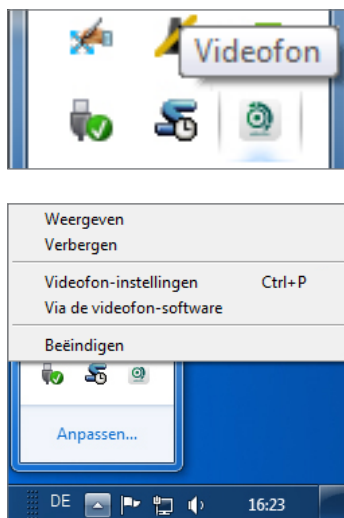 Videofon
Weergeven
Verbergen
Videofon-instellingen Ctrl+P
Via de videofon-software
Beëindigen
Anpassen...
DE 16:23